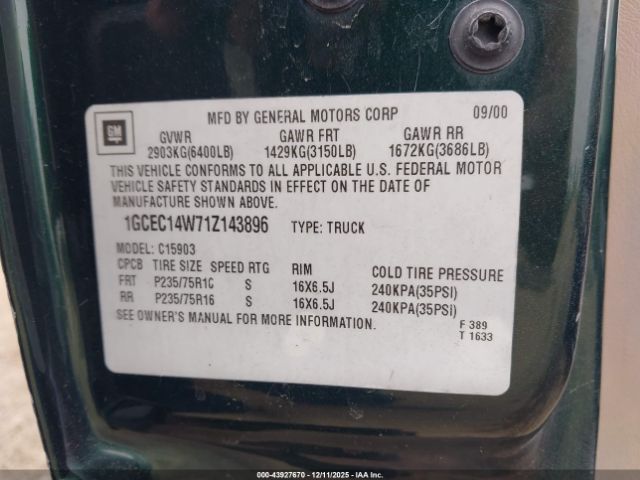 MFD BY GENERAL MOTORS CORP 09/00
GM
GVWR GAWR FRT GAWR RR
2903KG(6400LB) 1429KG(3150LB) 1672KG(3686LB)
THIS VEHICLE CONFORMS TO ALL APPLICABLE U.S. FEDERAL MOTOR
VEHICLE SAFETY STANDARDS IN EFFECT ON THE DATE OF
MANUFACTURE SHOWN ABOVE.
1GCEC14W71Z143896 TYPE: TRUCK
MODEL: C15903
CPCB TIRE SIZE SPEED RTG RIM COLD TIRE PRESSURE
FRT P235/75R16 S 16X6.5J 240KPA(35PSI)
RR P235/75R16 S 16X6.5J 240KPA(35PSI)
SEE OWNER'S MANUAL FOR MORE INFORMATION.
F 389
T 1633
000-43927670 - 12/11/2025 - IAA Inc.